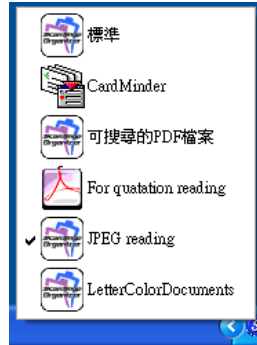 標準
CardMinder
可搜尋的PDF檔案
For quatation reading
JPEG reading
LetterColorDocuments